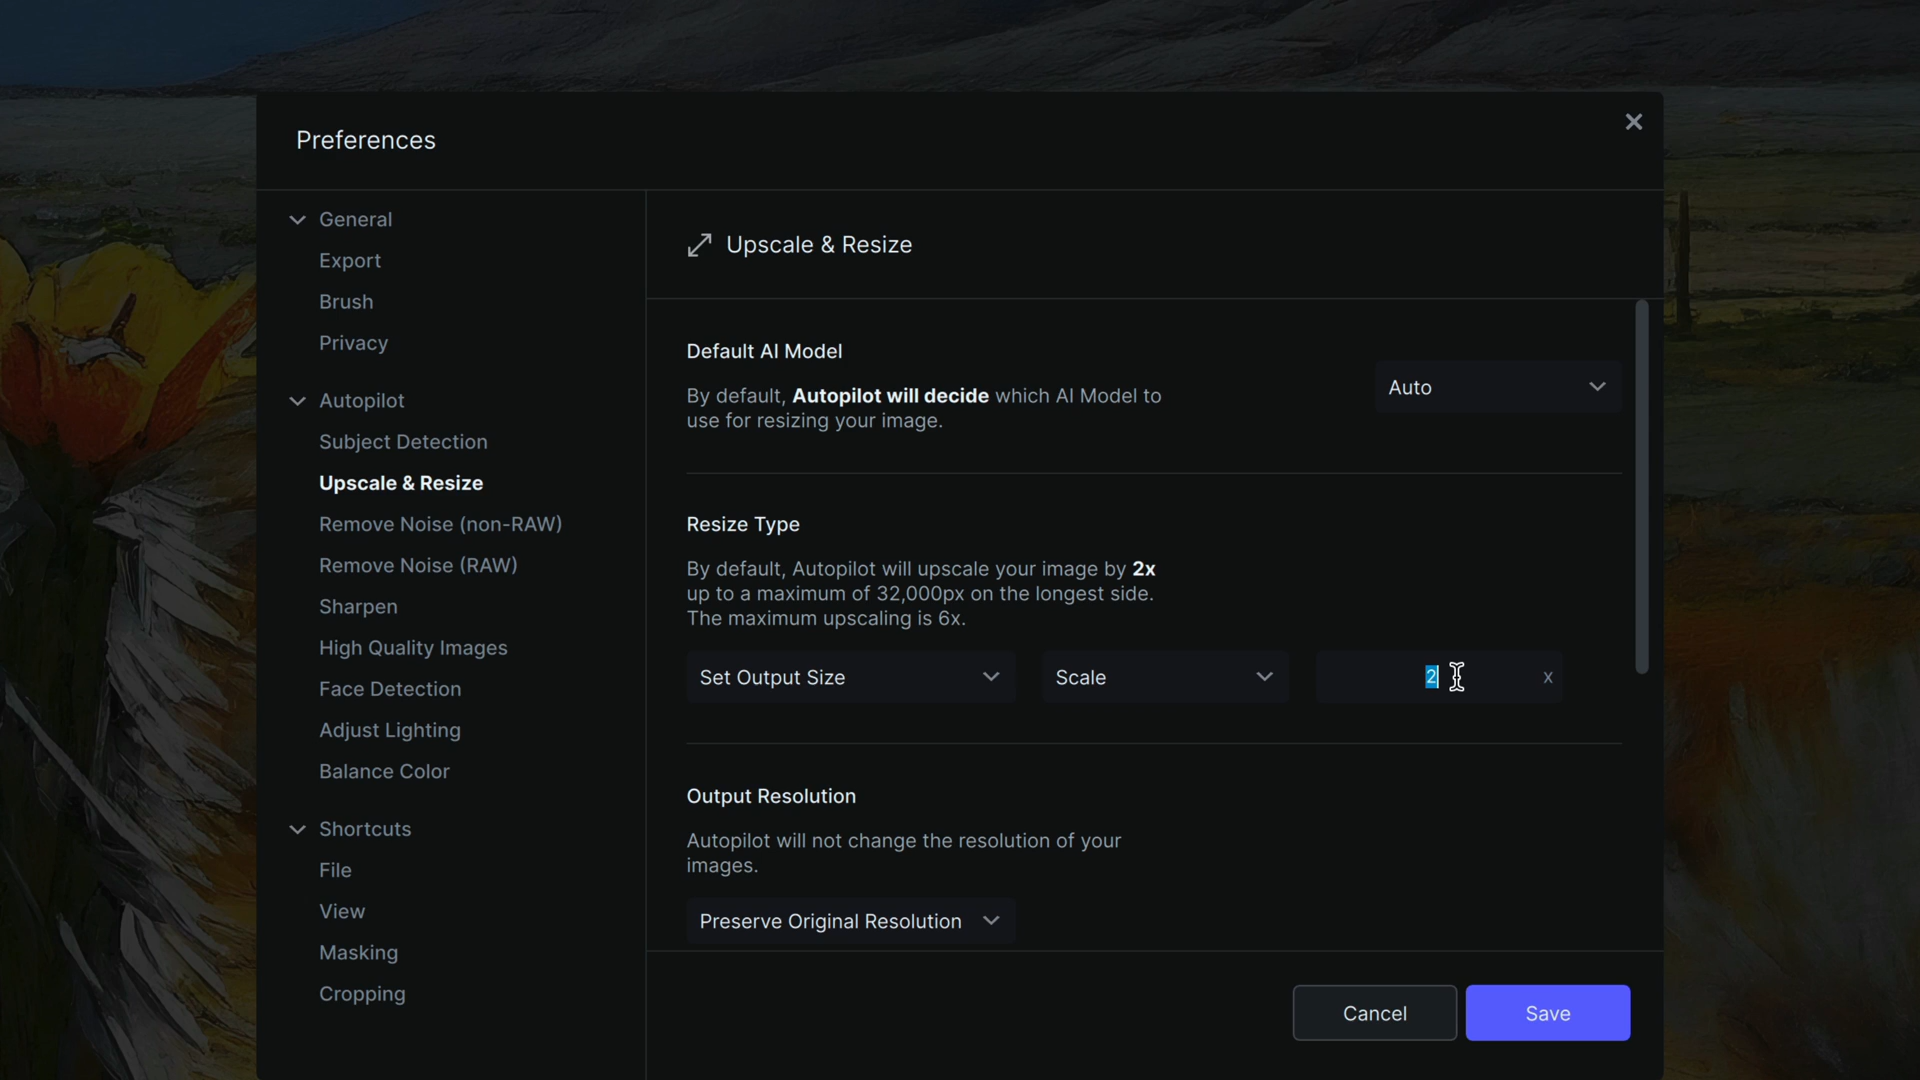 Preferences
General
Export
Brush
Privacy
Autopilot
Subject Detection
Upscale & Resize
Remove Noise (non-RAW)
Remove Noise (RAW)
Sharpen
High Quality Images
Face Detection
Adjust Lighting
Balance Color
Shortcuts
File
View
Masking
Cropping
Upscale & Resize
Default AI Model
By default, Autopilot will decide which AI Model to
use for resizing your image.
Auto
Resize Type
By default, Autopilot will upscale your image by 2x
up to a maximum of 32,000px on the longest side.
The maximum upscaling is 6x.
Set Output Size
Scale
2 x
Output Resolution
Autopilot will not change the resolution of your
images.
Preserve Original Resolution
Cancel
Save